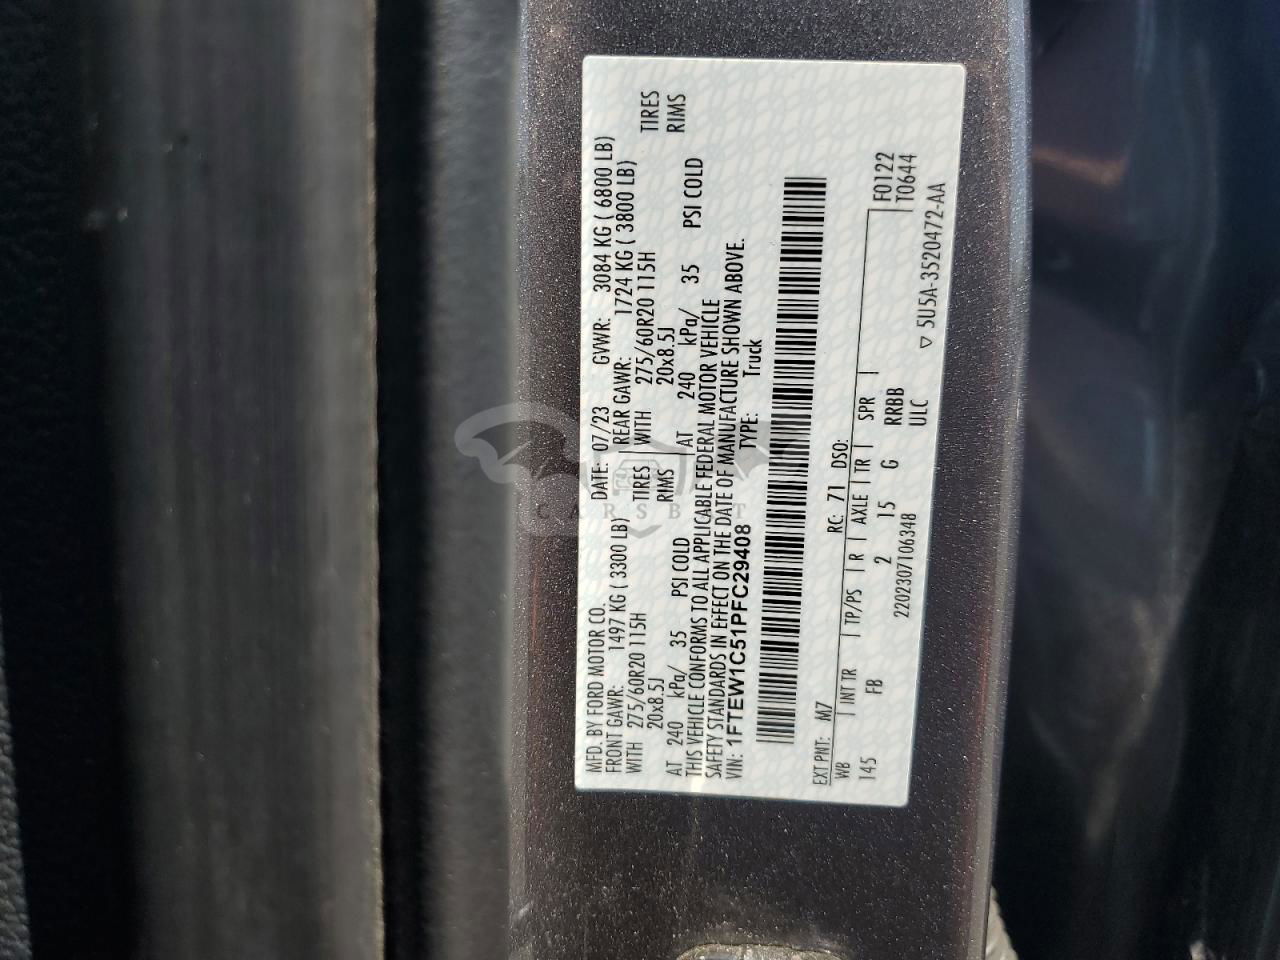 MFD. BY FORD MOTOR CO.
DATE: 07/23 GVWR: 3084 KG ( 6800 LB)
FRONT GAWR: 1497 KG ( 3300 LB)
REAR GAWR: 1724 KG ( 3800 LB)
WITH 275/60R20 115H TIRES
20x8.5J RIMS
AT 240 kPa/ 35 PSI COLD
WITH 275/60R20 115H TIRES
20x8.5J RIMS
AT 240 kPa/ 35 PSI COLD
THIS VEHICLE CONFORMS TO ALL APPLICABLE FEDERAL MOTOR VEHICLE
SAFETY STANDARDS IN EFFECT ON THE DATE OF MANUFACTURE SHOWN ABOVE.
VIN: 1FTEW1C51PFC29408 TYPE: Truck
EXT PNT: M7 RC: 71 DSO:
WB INT TR TP/PS R AXLE TR SPR
F0122
T0644
145 FB 2 15 G RRBB
ULC
2202307106348
▽ 5U5A-3520472-AA
CARSBAT